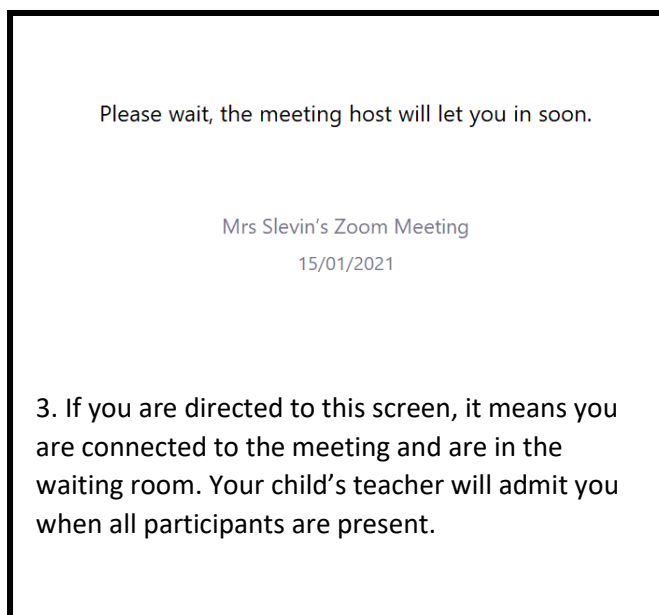 Please wait, the meeting host will let you in soon.
Mrs Slevin's Zoom Meeting
15/01/2021
3. If you are directed to this screen, it means you
are connected to the meeting and are in the
waiting room. Your child’s teacher will admit you
when all participants are present.